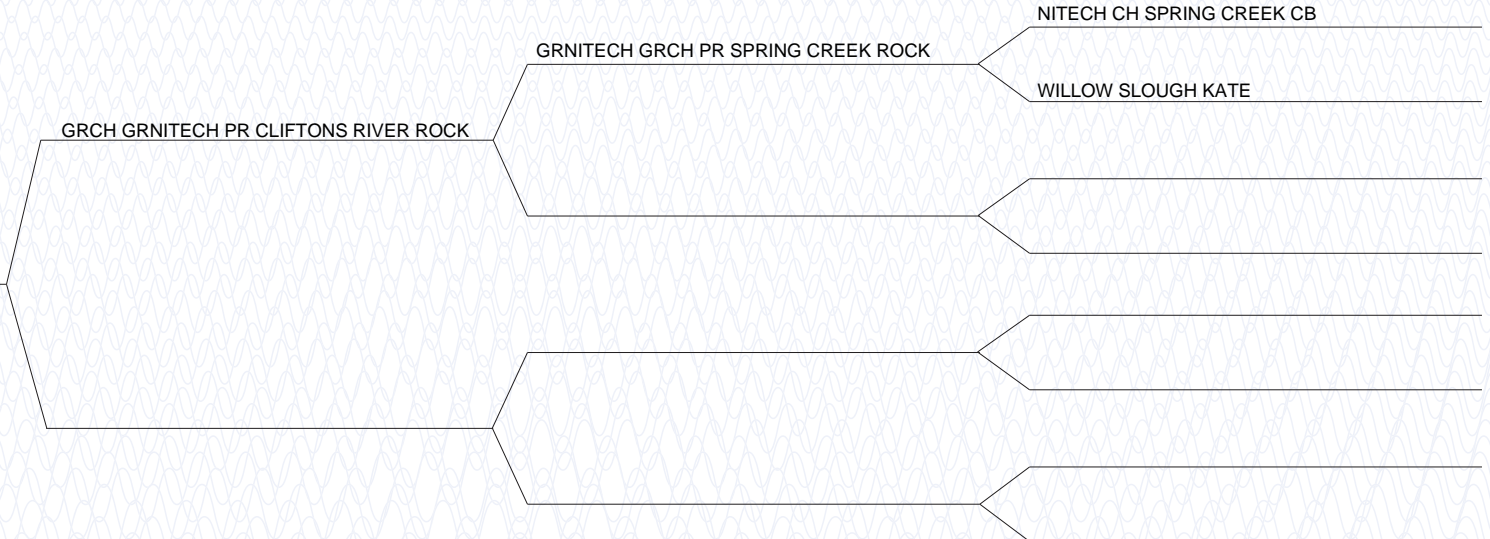 NITECH CH SPRING CREEK CB
GRNITECH GRCH PR SPRING CREEK ROCK
WILLOW SLOUGH KATE
GRCH GRNITECH PR CLIFTONS RIVER ROCK